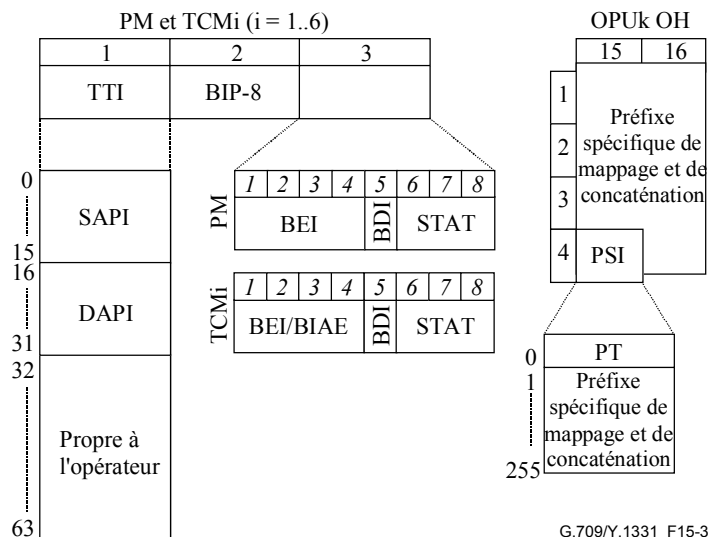 PM et TCMi (i = 1..6)
1 2 3
TTI BIP-8
0
SAPI
15
16
DAPI
31
32
Propre à
l'opérateur
63
PM
1 2 3 4 5 6 7 8
BEI BDI STAT
TCMi
1 2 3 4 5 6 7 8
BEI/BIAE BDI STAT
OPUk OH
15 16
1
2
3
4
Préfixe
spécifique de
mappage et de
concaténation
PSI
0
PT
1
Préfixe
spécifique de
mappage et de
concaténation
255
G.709/Y.1331_F15-3